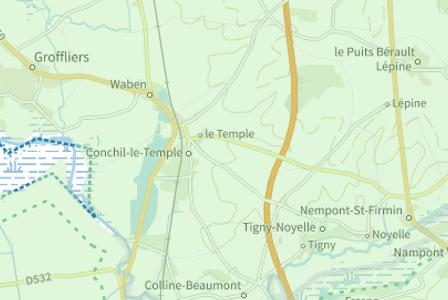 Groffliers
le Puits Bérault
Lépine
Waben
Lépine
le Temple
Conchil-le-Temple
Nempont-St-Firmin
Tigny-Noyelle
Noyelle
Tigny
Nampont
D532
Colline-Beaumont